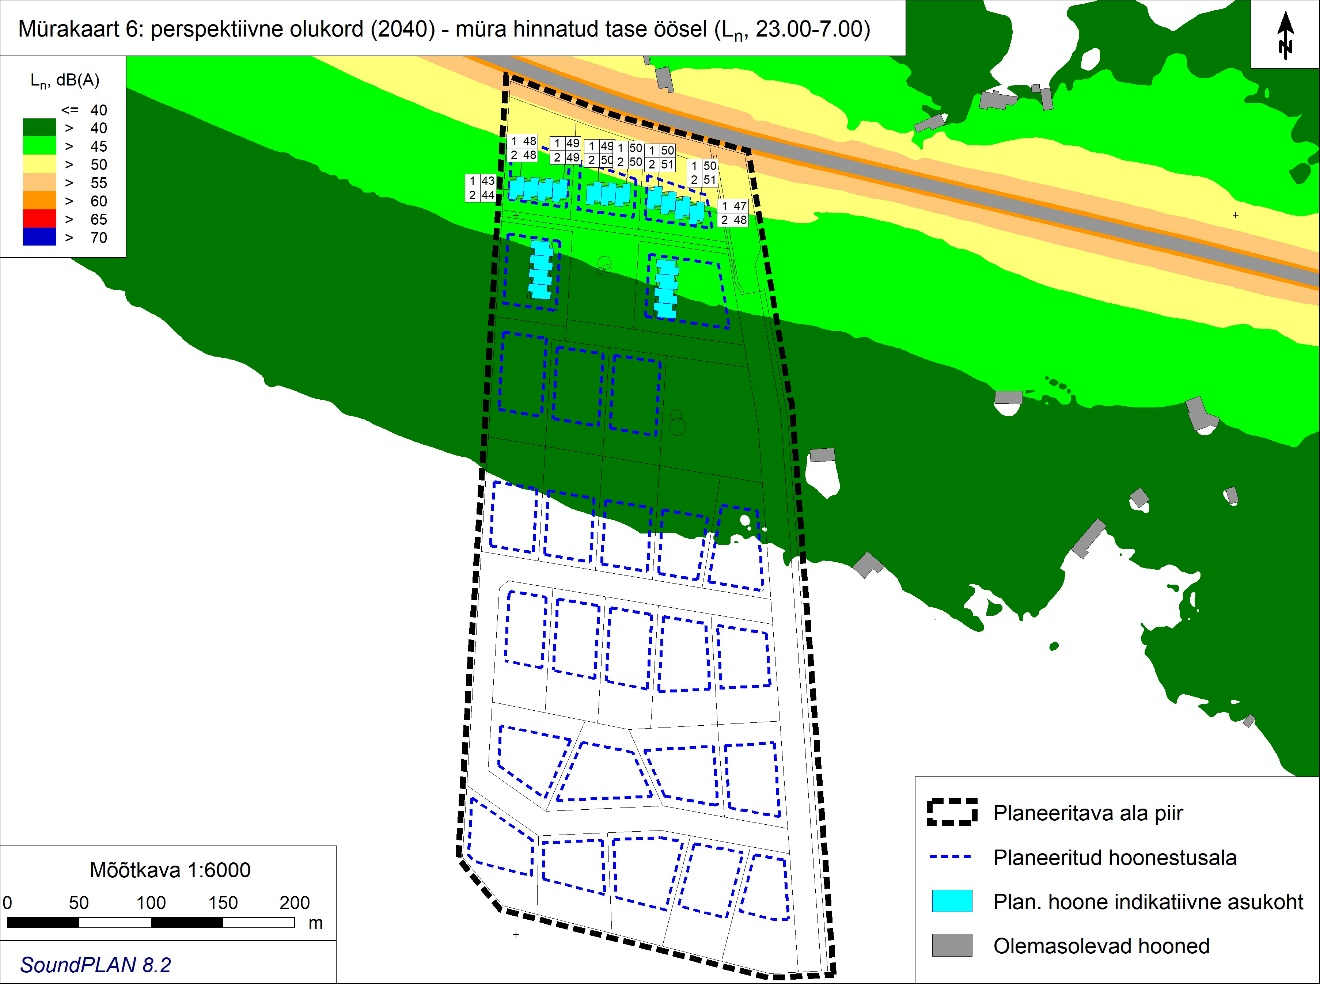 Mürakaart 6: perspektiivne olukord (2040) - müra hinnatud tase öösel (Ln, 23.00-7.00)
N
Ln, dB(A)
<= 40
> 40
> 45
> 50
> 55
> 60
> 65
> 70
1 48
2 48
1 49
2 49
1 49
2 50
1 50
2 50
1 50
2 51
1 50
2 51
1 43
2 44
1 47
2 48
Planeeritava ala piir
Planeeritud hoonestusala
Plan. hoone indikatiivne asukoht
Olemasolevad hooned
Mõõtkava 1:6000
0 50 100 150 200
m
SoundPLAN 8.2